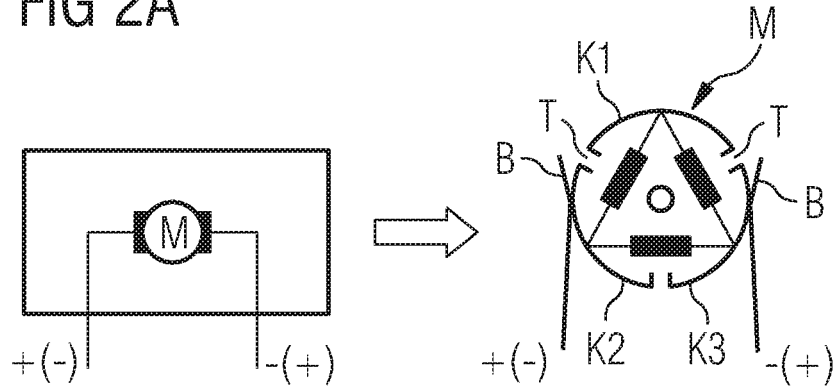 FIG 2A
M
K1
T
T
B
B
M
+(-)
-(+)
+(-)
K2
K3
-(+)